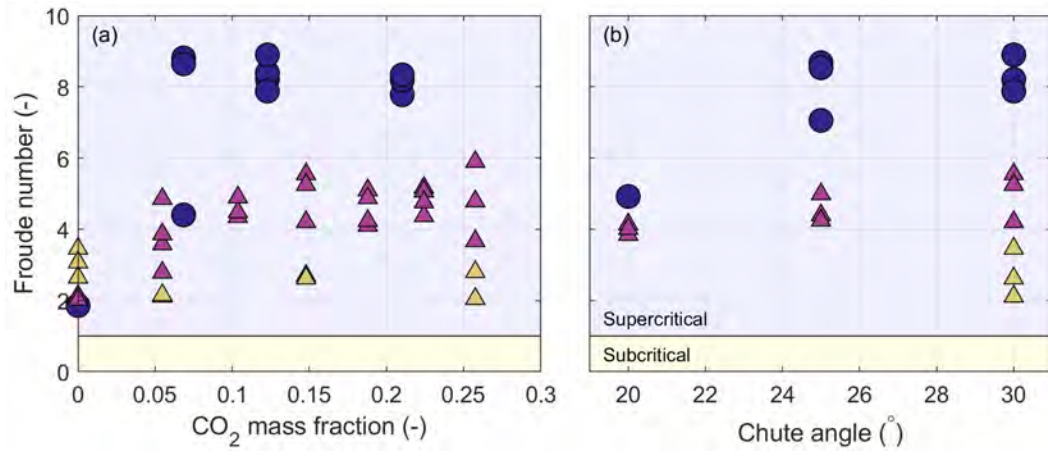 (a)
(b)
Froude number (-)
10
8
6
4
2
0
Supercritical
Subcritical
0
0.05
0.1
0.15
0.2
0.25
0.3
20
22
24
26
28
30
CO₂ mass fraction (-)
Chute angle (°)